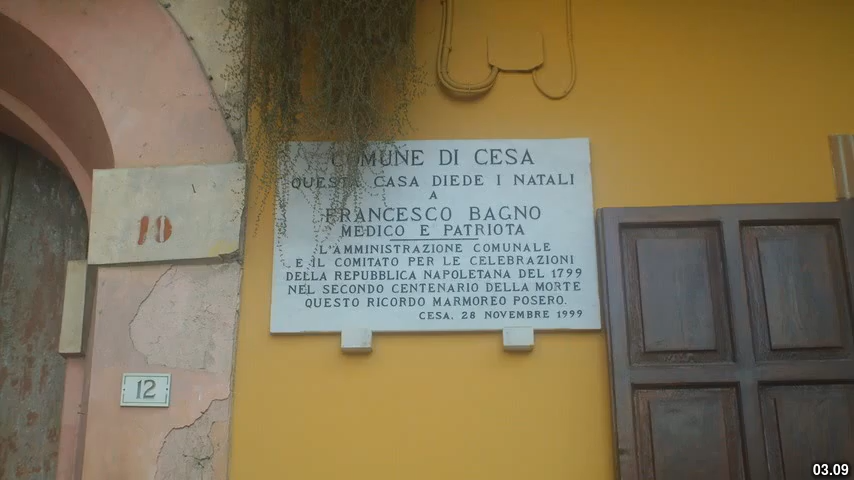 COMUNE DI CESA
QUESTA CASA DIEDE I NATALI
A
FRANCESCO BAGNO
MEDICO E PATRIOTA
L'AMMINISTRAZIONE COMUNALE
E IL COMITATO PER LE CELEBRAZIONI
DELLA REPUBBLICA NAPOLETANA DEL 1799
NEL SECONDO CENTENARIO DELLA MORTE
QUESTO RICORDO MARMOREO POSERO.
CESA, 28 NOVEMBRE 1999
10
12
03.09